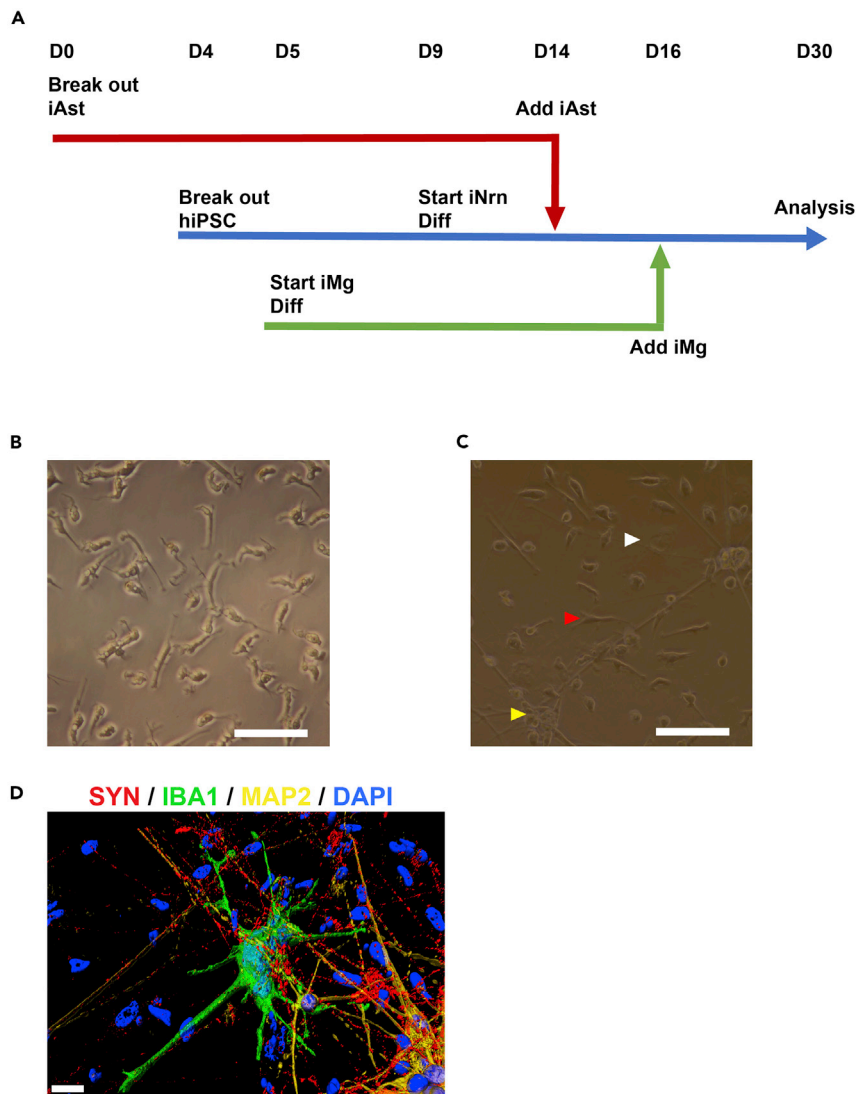 A
D0 D4 D5 D9 D14 D16 D30
Break out
iAst
Add iAst
Break out
hiPSC
Start iNrn
Diff
Analysis
Start iMg
Diff
Add iMg
B
C
D
SYN / IBA1 / MAP2 / DAPI